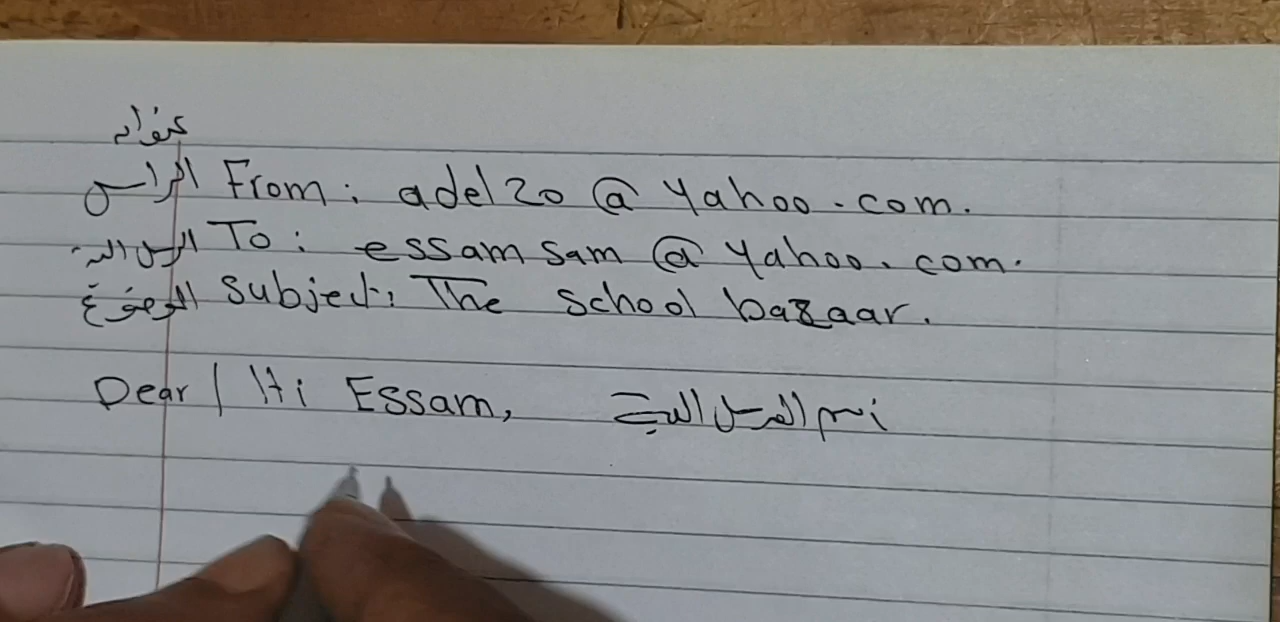 عنوان
الراسل From: adel20@yahoo.com.
المرسل اليه To: essamsam@yahoo.com.
الموضوع Subject: The school bazaar.
Dear / Hi Essam, اسم المرسل اليه